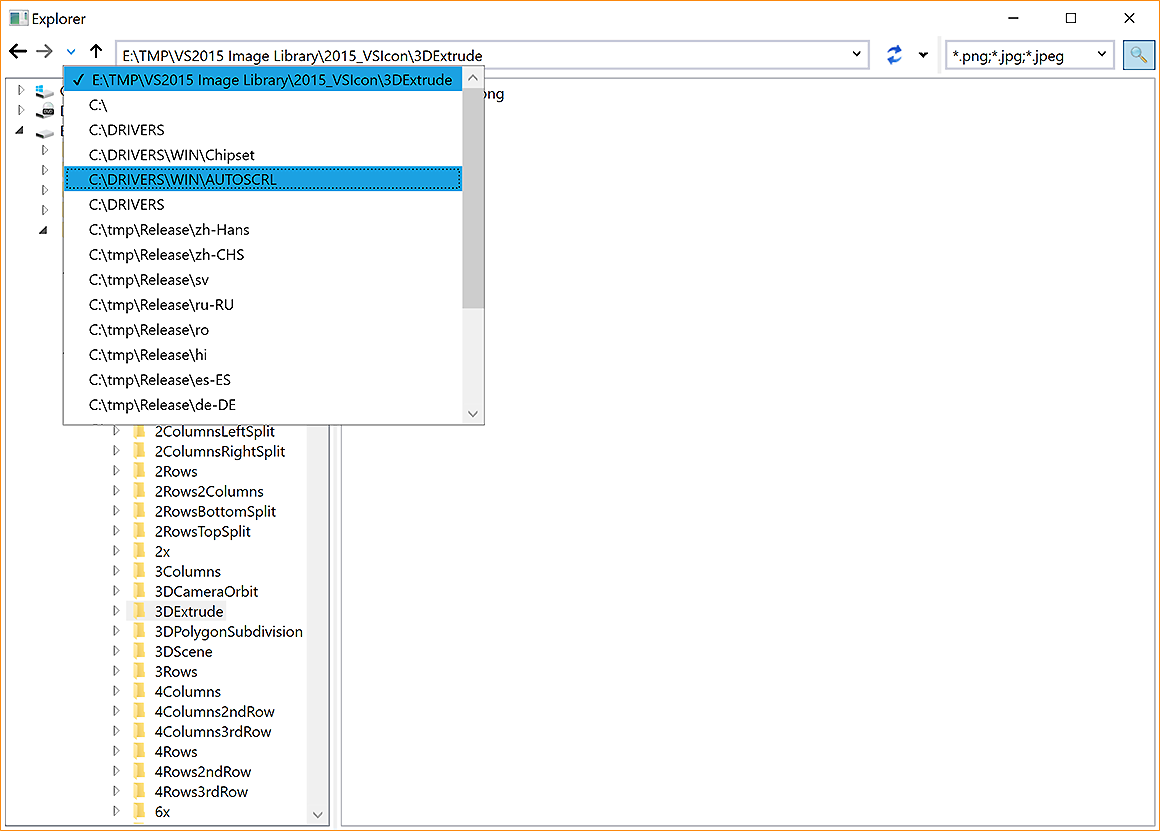 Explorer
E:\TMP\VS2015 Image Library\2015_VSIcon\3DExtrude
*.png;*.jpg;*.jpeg
✓ E:\TMP\VS2015 Image Library\2015_VSIcon\3DExtrude
C:\
C:\DRIVERS
C:\DRIVERS\WIN\Chipset
C:\DRIVERS\WIN\AUTOSCRL
C:\DRIVERS
C:\tmp\Release\zh-Hans
C:\tmp\Release\zh-CHS
C:\tmp\Release\sv
C:\tmp\Release\ru-RU
C:\tmp\Release\ro
C:\tmp\Release\hi
C:\tmp\Release\es-ES
C:\tmp\Release\de-DE
2ColumnsLeftSplit
2ColumnsRightSplit
2Rows
2Rows2Columns
2RowsBottomSplit
2RowsTopSplit
2x
3Columns
3DCameraOrbit
3DExtrude
3DPolygonSubdivision
3DScene
3Rows
4Columns
4Columns2ndRow
4Columns3rdRow
4Rows
4Rows2ndRow
4Rows3rdRow
6x